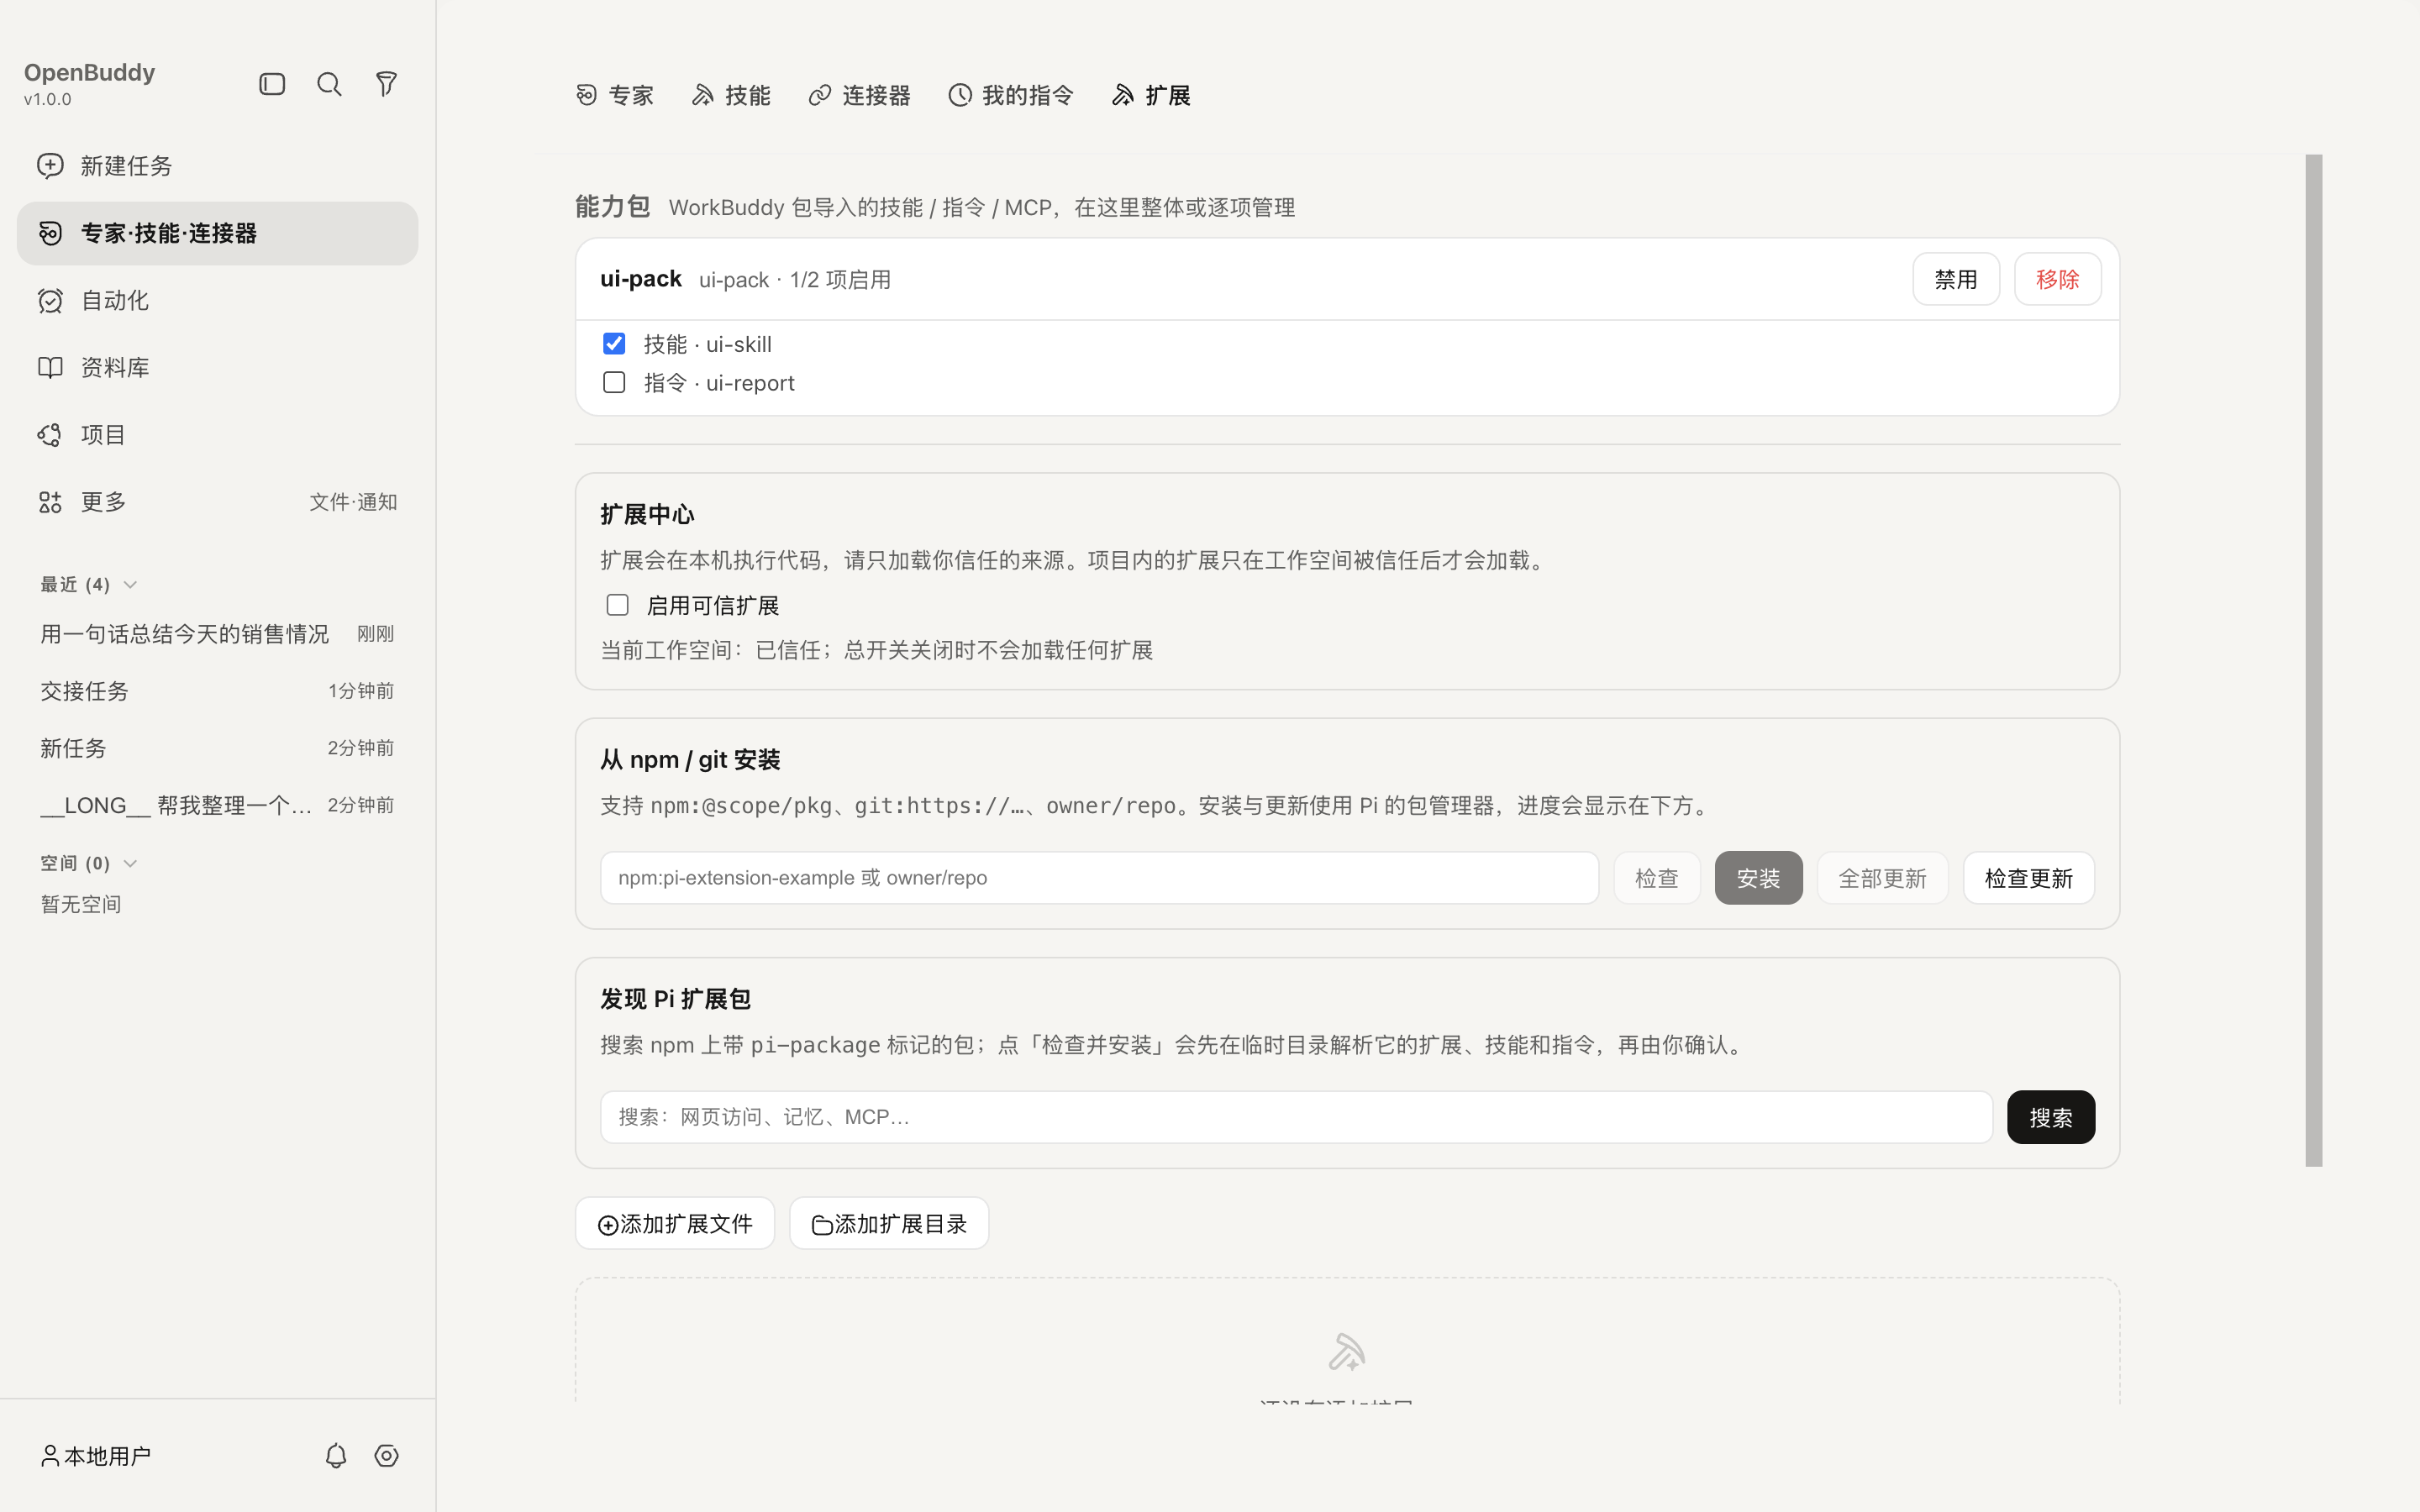 OpenBuddy
v1.0.0
新建任务
专家·技能·连接器
自动化
资料库
项目
更多 文件·通知
最近 (4)
用一句话总结今天的销售情况 刚刚
交接任务 1分钟前
新任务 2分钟前
__LONG__ 帮我整理一个... 2分钟前
空间 (0)
暂无空间
本地用户
专家 技能 连接器 我的指令 扩展
能力包 WorkBuddy 包导入的技能 / 指令 / MCP，在这里整体或逐项管理
ui-pack ui-pack · 1/2 项启用 禁用 移除
技能 · ui-skill
指令 · ui-report
扩展中心
扩展会在本机执行代码，请只加载你信任的来源。项目内的扩展只在工作空间被信任后才会加载。
启用可信扩展
当前工作空间：已信任；总开关关闭时不会加载任何扩展
从 npm / git 安装
支持 npm:@scope/pkg、git:https://…、owner/repo。安装与更新使用 Pi 的包管理器，进度会显示在下方。
npm:pi-extension-example 或 owner/repo 检查 安装 全部更新 检查更新
发现 Pi 扩展包
搜索 npm 上带 pi-package 标记的包；点「检查并安装」会先在临时目录解析它的扩展、技能和指令，再由你确认。
搜索：网页访问、记忆、MCP… 搜索
添加扩展文件 添加扩展目录